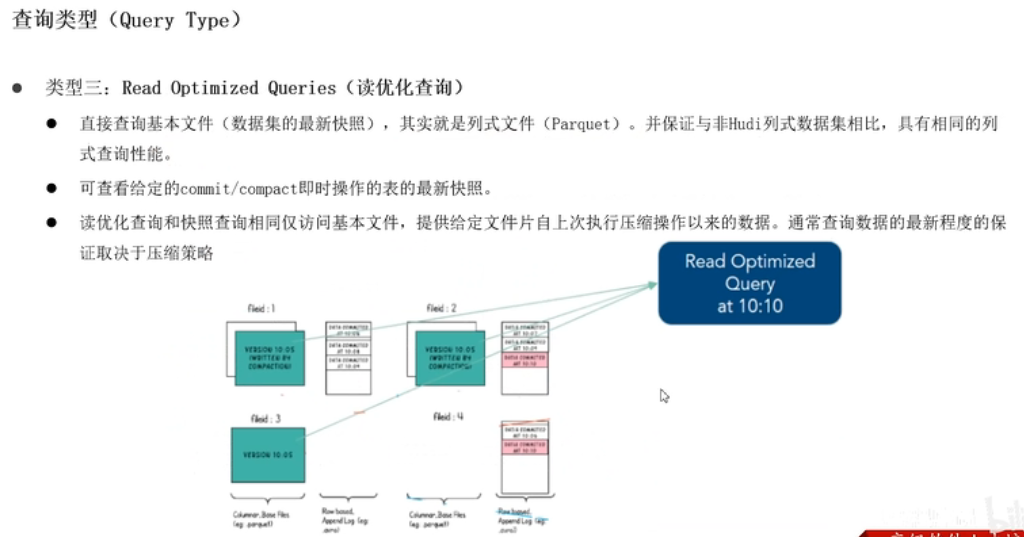 查询类型（Query Type）
类型三：Read Optimized Queries（读优化查询）
直接查询基本文件（数据集的最新快照），其实就是列式文件（Parquet）。并保证与非Hudi列式数据集相比，具有相同的列
式查询性能。
可查看给定的commit/compact即时操作的表的最新快照。
读优化查询和快照查询相同仅访问基本文件，提供给定文件片自上次执行压缩操作以来的数据。通常查询数据的最新程度的保
证取决于压缩策略
Read Optimized
Query
at 10:10
fileid : 1
fileid : 2
VERSION 10:05
(WRITTEN BY
COMPACTION)
DATA COMMITTED
AT 10:08
DATA COMMITTED
AT 10:09
VERSION 10:05
(WRITTEN BY
COMPACTION)
DATA COMMITTED
DATA COMMITTED
AT 10:09
DATA COMMITTED
AT 10:10
fileid : 3
fileid : 4
VERSION 10:05
DATA COMMITTED
AT 10:06
DATA COMMITTED
AT 10:10
Columnar, Base Files
(eg: .parquet)
Row based,
Append Log (eg:
.avro)
Columnar, Base Files
(eg: .parquet)
Row based,
Append Log (eg:
.avro)